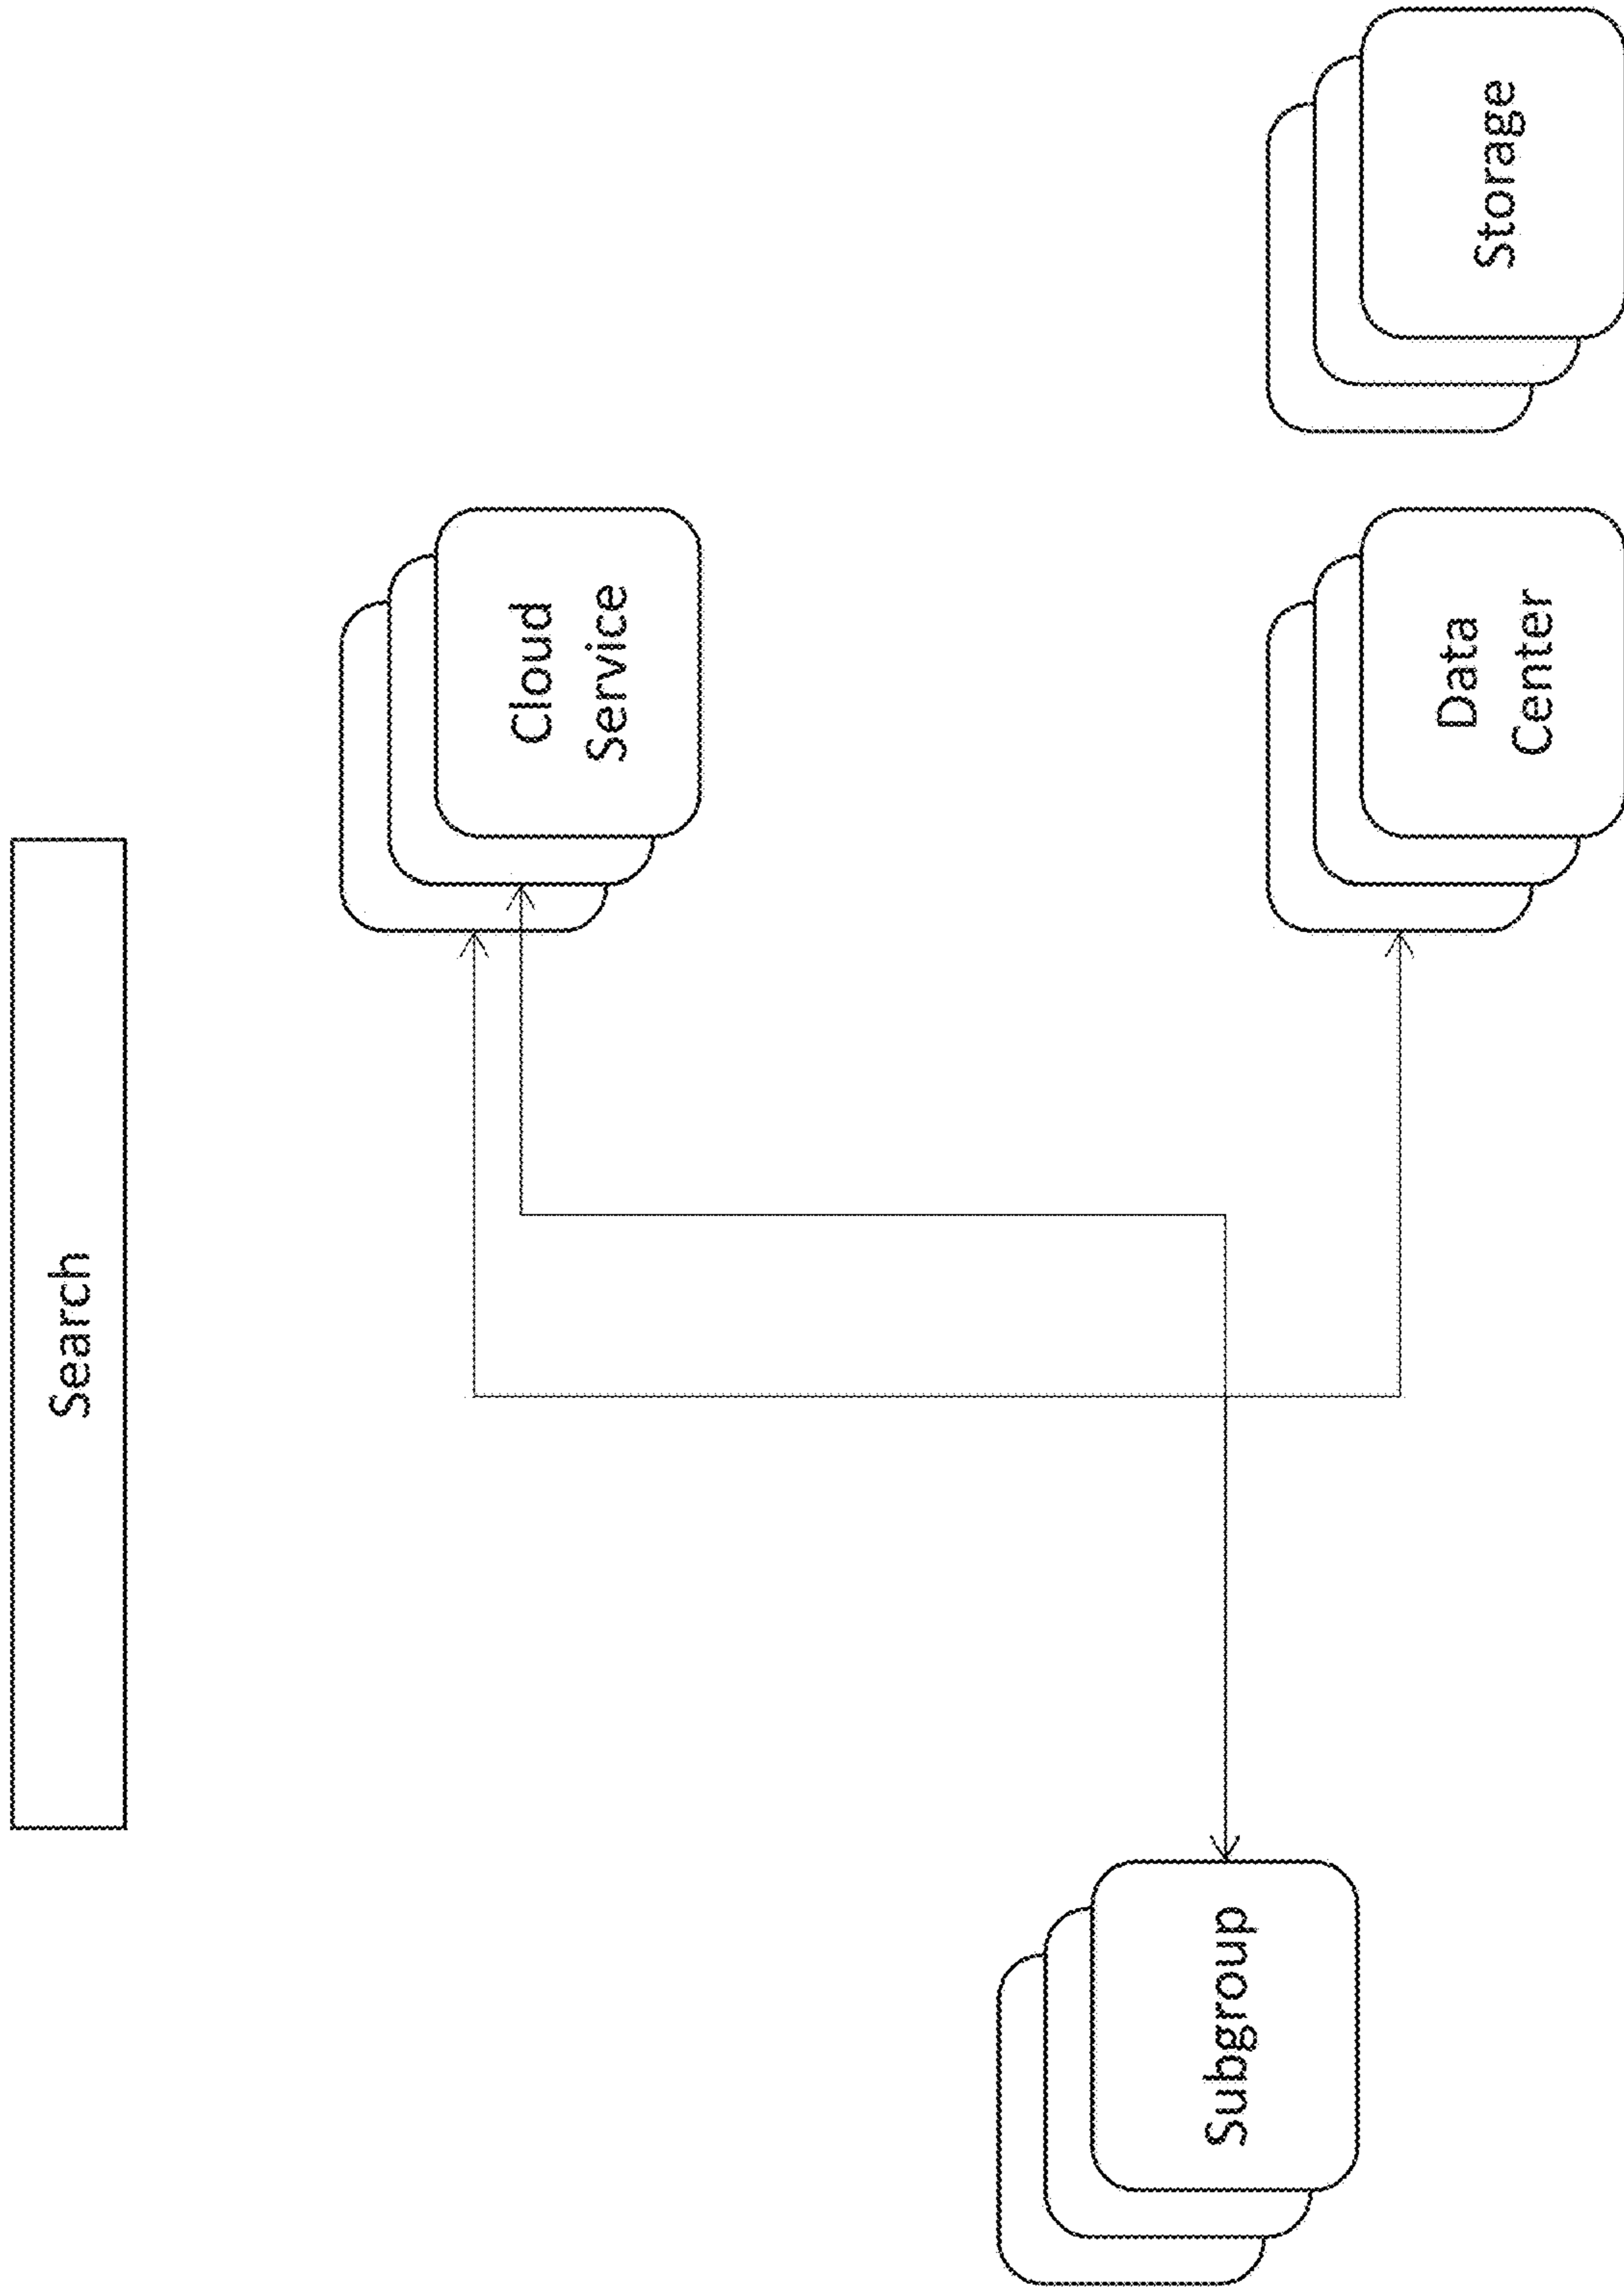 Search
Cloud
Service
Subgroup
Data
Center
Storage